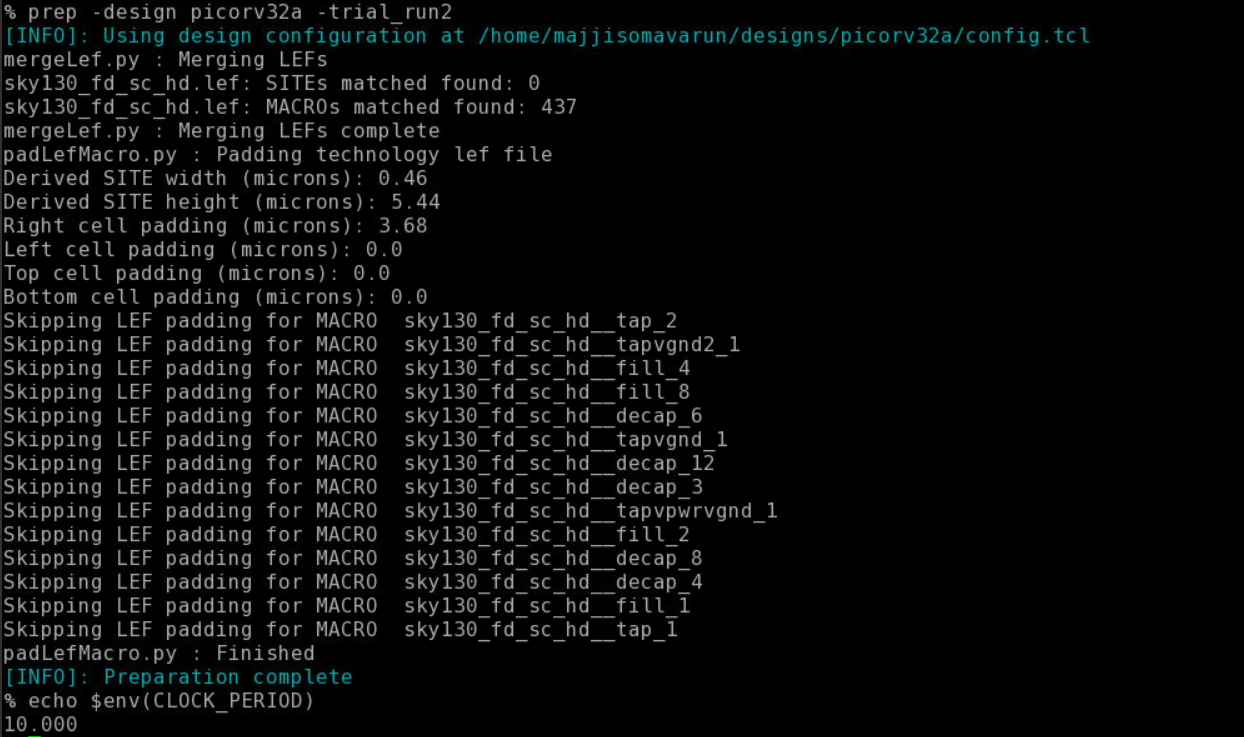 % prep -design picorv32a -trial_run2
[INFO]: Using design configuration at /home/majjisomavarun/designs/picorv32a/config.tcl
mergeLef.py : Merging LEFs
sky130_fd_sc_hd.lef: SITEs matched found: 0
sky130_fd_sc_hd.lef: MACROs matched found: 437
mergeLef.py : Merging LEFs complete
padLefMacro.py : Padding technology lef file
Derived SITE width (microns): 0.46
Derived SITE height (microns): 5.44
Right cell padding (microns): 3.68
Left cell padding (microns): 0.0
Top cell padding (microns): 0.0
Bottom cell padding (microns): 0.0
Skipping LEF padding for MACRO  sky130_fd_sc_hd__tap_2
Skipping LEF padding for MACRO  sky130_fd_sc_hd__tapvgnd2_1
Skipping LEF padding for MACRO  sky130_fd_sc_hd__fill_4
Skipping LEF padding for MACRO  sky130_fd_sc_hd__fill_8
Skipping LEF padding for MACRO  sky130_fd_sc_hd__decap_6
Skipping LEF padding for MACRO  sky130_fd_sc_hd__tapvgnd_1
Skipping LEF padding for MACRO  sky130_fd_sc_hd__decap_12
Skipping LEF padding for MACRO  sky130_fd_sc_hd__decap_3
Skipping LEF padding for MACRO  sky130_fd_sc_hd__tapvpwrvgnd_1
Skipping LEF padding for MACRO  sky130_fd_sc_hd__fill_2
Skipping LEF padding for MACRO  sky130_fd_sc_hd__decap_8
Skipping LEF padding for MACRO  sky130_fd_sc_hd__decap_4
Skipping LEF padding for MACRO  sky130_fd_sc_hd__fill_1
Skipping LEF padding for MACRO  sky130_fd_sc_hd__tap_1
padLefMacro.py : Finished
[INFO]: Preparation complete
% echo $env(CLOCK_PERIOD)
10.000